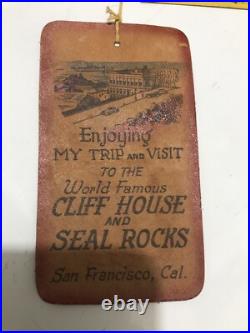 Enjoying
MY TRIP AND VISIT
TO THE
World Famous
CLIFF HOUSE
AND
SEAL ROCKS
San Francisco, Cal.